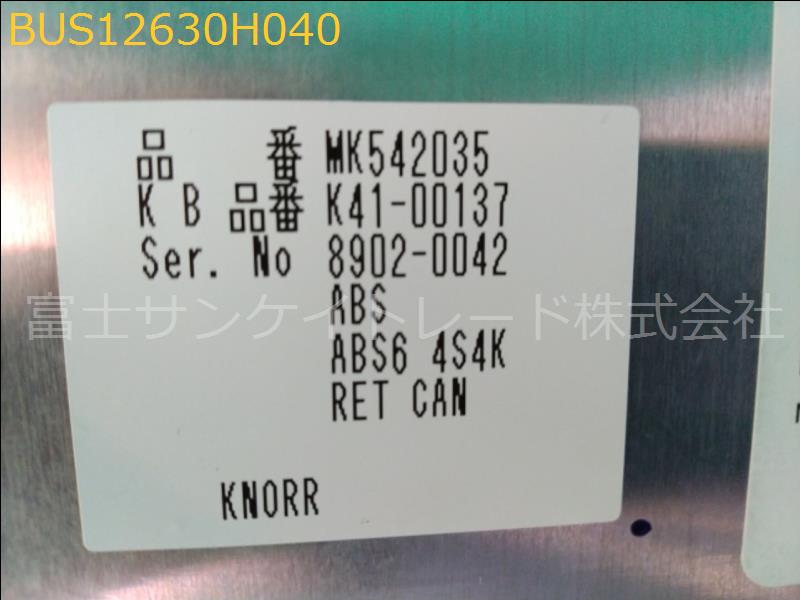 BUS12630H040
品 番 MK542035
K B 品番 K41-00137
Ser. No 8902-0042
ABS
富士サンケイトレード株式会社
ABS6 4S4K
RET CAN
KNORR